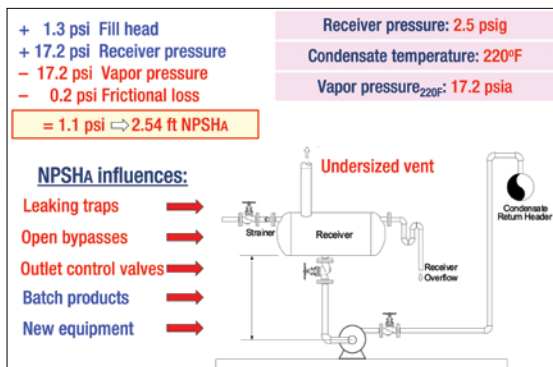 + 1.3 psi Fill head
+ 17.2 psi Receiver pressure
– 17.2 psi Vapor pressure
– 0.2 psi Frictional loss
= 1.1 psi ⇨ 2.54 ft NPSHA
Receiver pressure: 2.5 psig
Condensate temperature: 220ºF
Vapor pressure220F: 17.2 psia
NPSHA influences:
Leaking traps
Open bypasses
Outlet control valves
Batch products
New equipment
Undersized vent
Strainer
Receiver
Receiver
Overflow
Condensate
Return Header